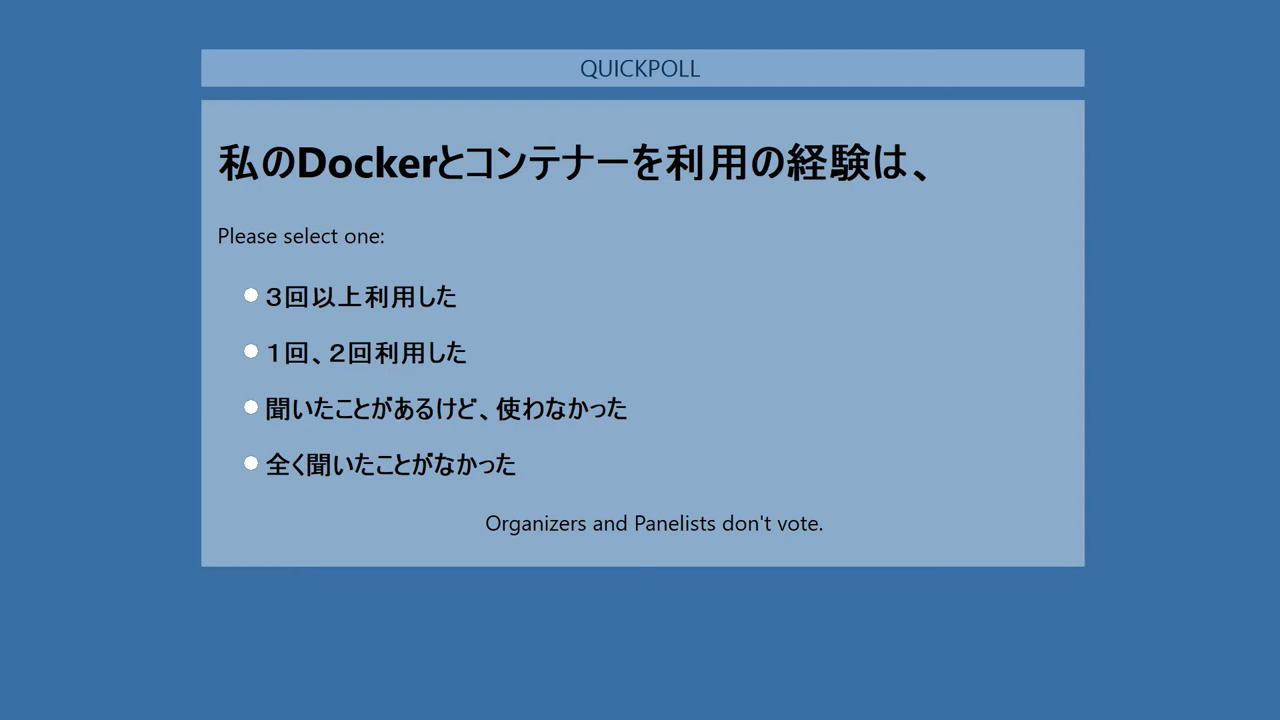 QUICKPOLL
私のDockerとコンテナーを利用の経験は、
Please select one:
３回以上利用した
１回、２回利用した
聞いたことがあるけど、使わなかった
全く聞いたことがなかった
Organizers and Panelists don't vote.